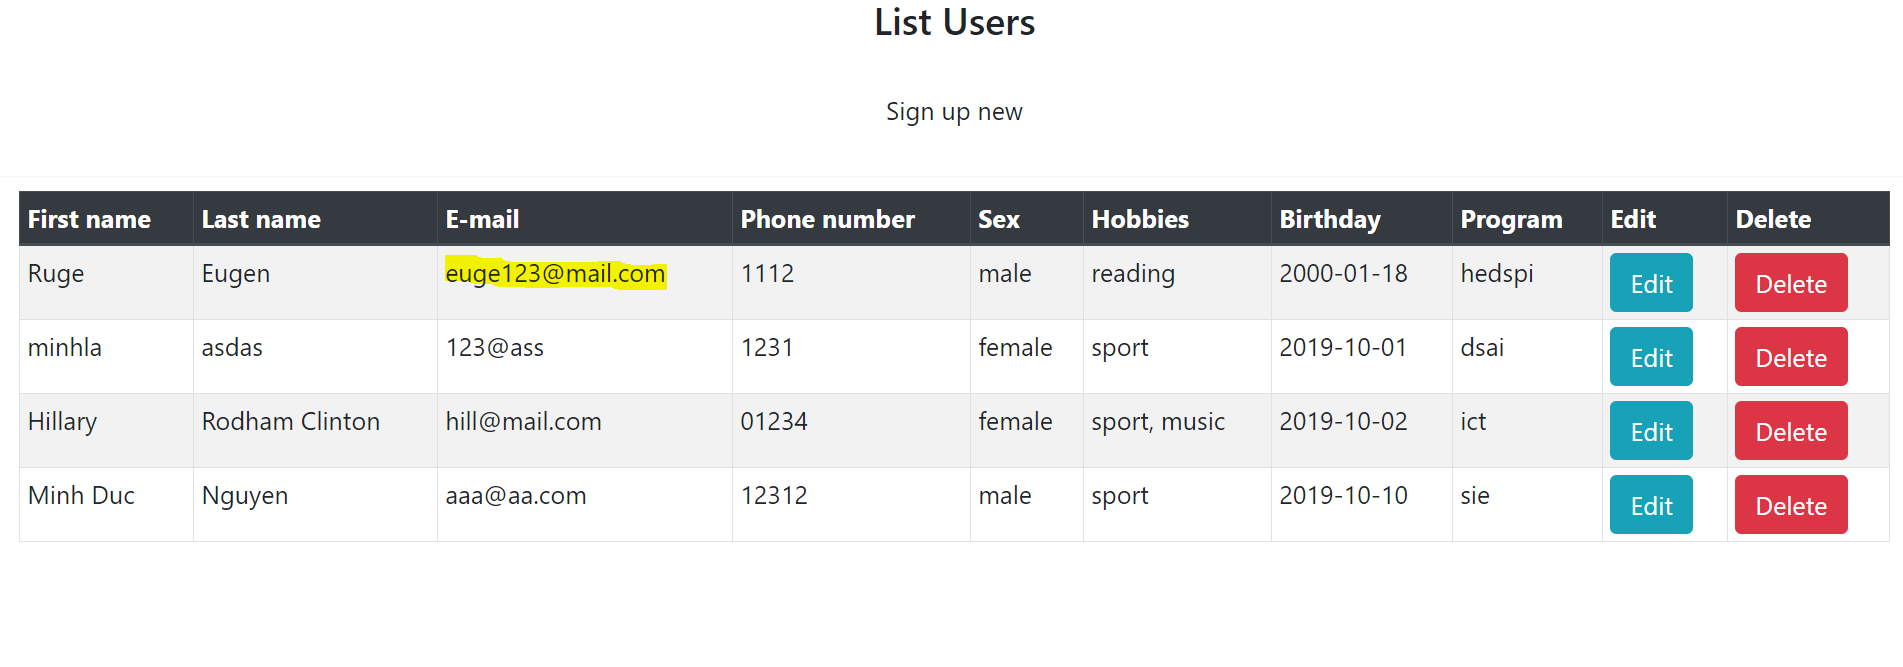 List Users
Sign up new
First name Last name E-mail Phone number Sex Hobbies Birthday Program Edit Delete
Ruge Eugen euge123@mail.com 1112 male reading 2000-01-18 hedspi Edit Delete
minhla asdas 123@ass 1231 female sport 2019-10-01 dsai Edit Delete
Hillary Rodham Clinton hill@mail.com 01234 female sport, music 2019-10-02 ict Edit Delete
Minh Duc Nguyen aaa@aa.com 12312 male sport 2019-10-10 sie Edit Delete